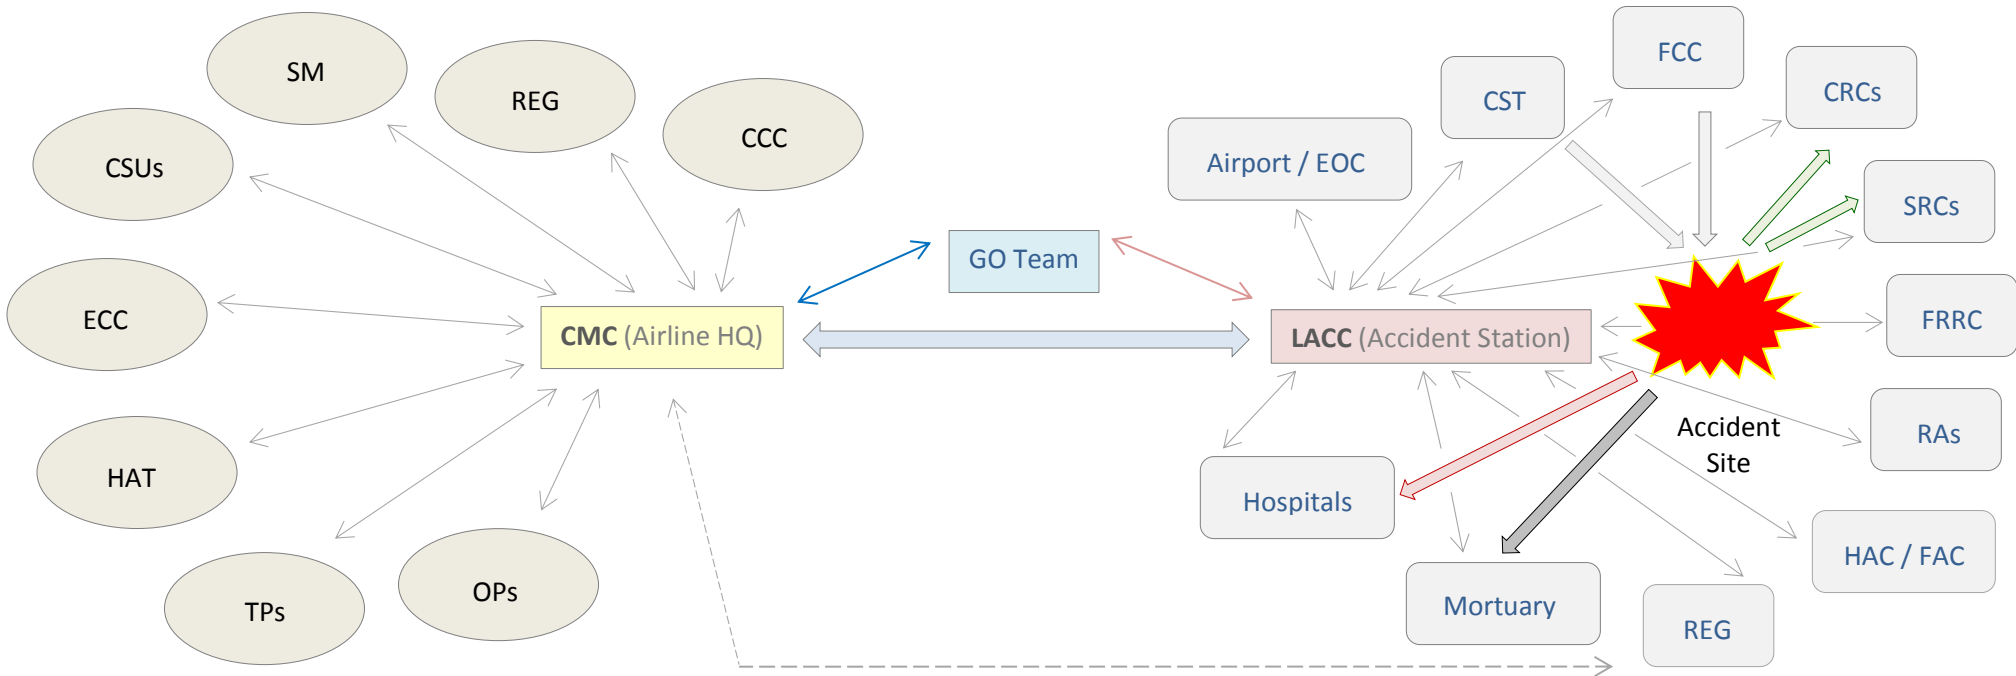 SM
REG
CCC
CSUs
ECC
HAT
TPs
OPs
CMC (Airline HQ)
GO Team
LACC (Accident Station)
Airport / EOC
CST
FCC
CRCs
SRCs
FRRC
RAs
HAC / FAC
REG
Mortuary
Hospitals
Accident
Site